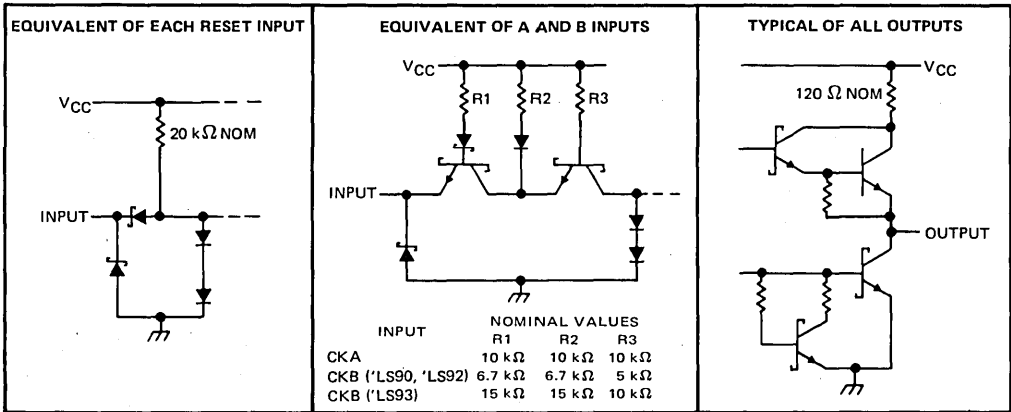 EQUIVALENT OF EACH RESET INPUT
VCC
20 kΩ NOM
INPUT
EQUIVALENT OF A AND B INPUTS
VCC
R1 R2 R3
INPUT
INPUT NOMINAL VALUES
R1 R2 R3
CKA 10 kΩ 10 kΩ 10 kΩ
CKB ('LS90, 'LS92) 6.7 kΩ 6.7 kΩ 5 kΩ
CKB ('LS93) 15 kΩ 15 kΩ 10 kΩ
TYPICAL OF ALL OUTPUTS
VCC
120 Ω NOM
OUTPUT